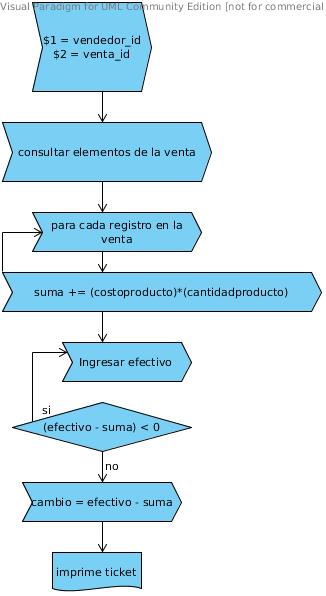 Visual Paradigm for UML Community Edition [not for commercial
$1 = vendedor_id
$2 = venta_id
consultar elementos de la venta
para cada registro en la
venta
suma += (costoproducto)*(cantidadproducto)
Ingresar efectivo
si
(efectivo - suma) < 0
no
cambio = efectivo - suma
imprime ticket